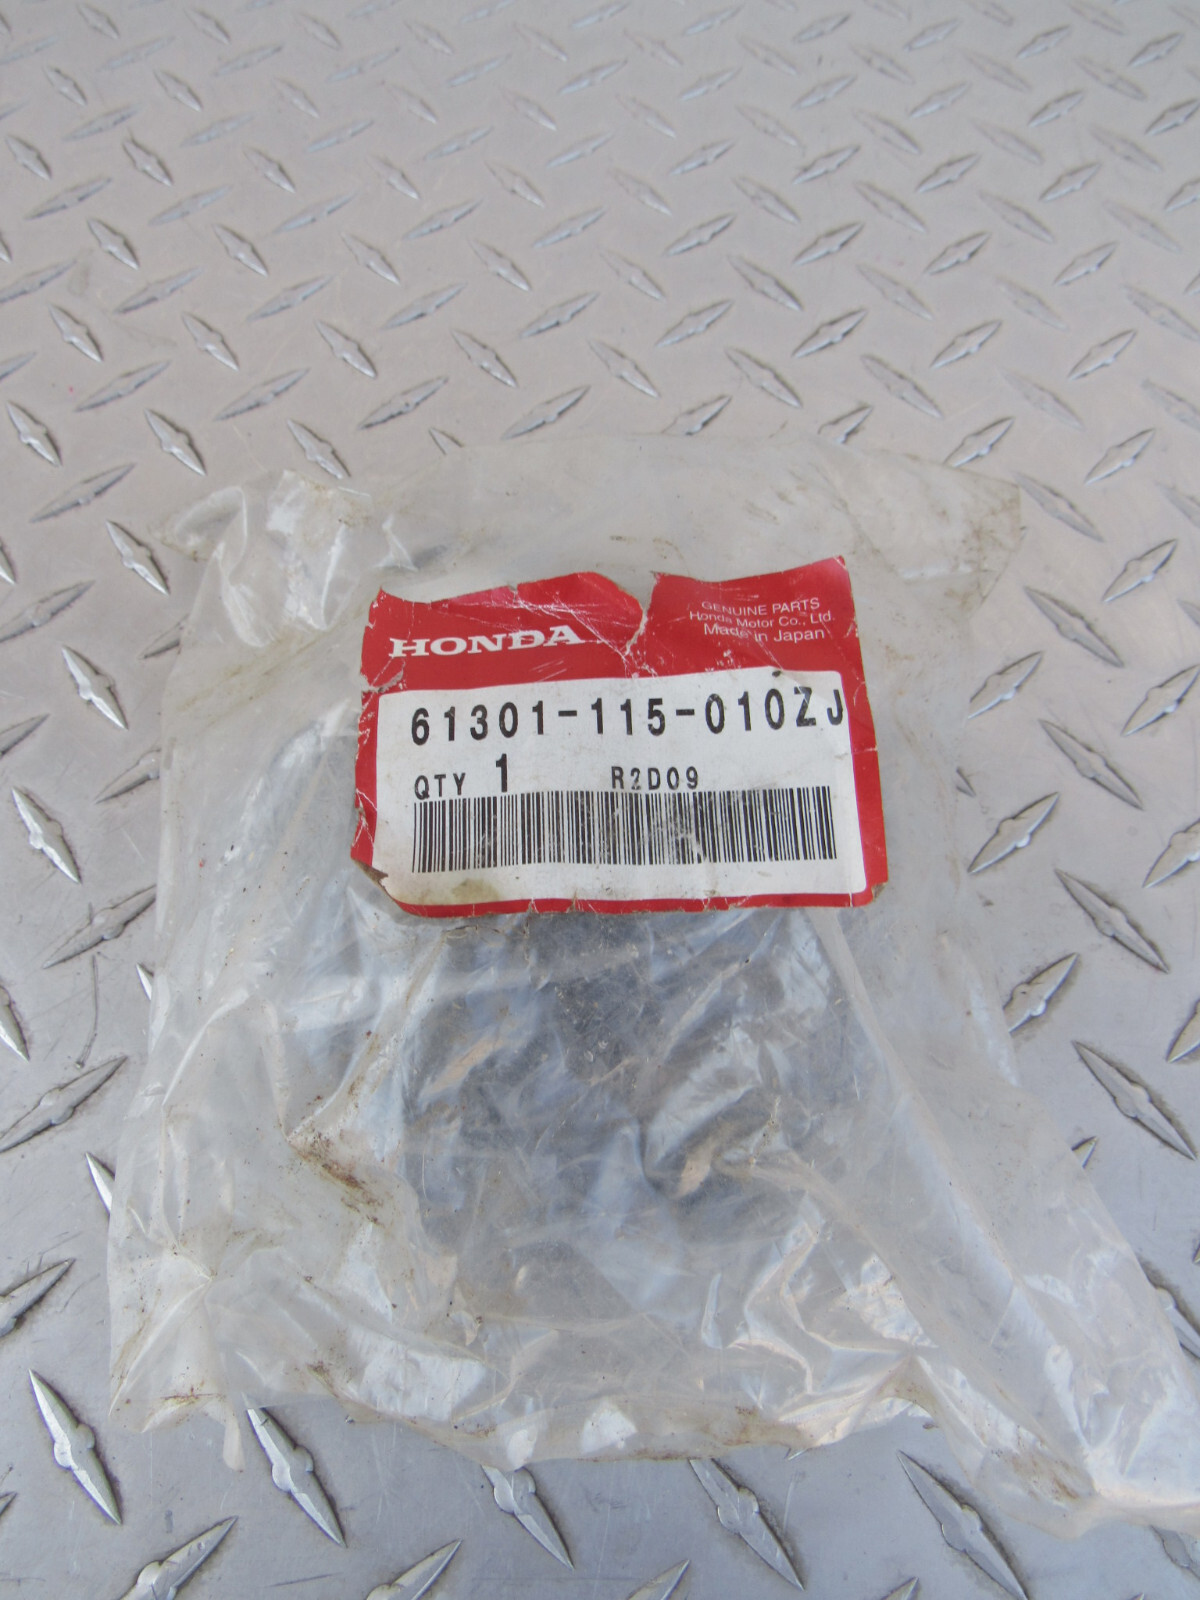 HONDA
GENUINE PARTS
Honda Motor Co., Ltd.
Made in Japan
61301-115-010ZJ
QTY 1 R2D09